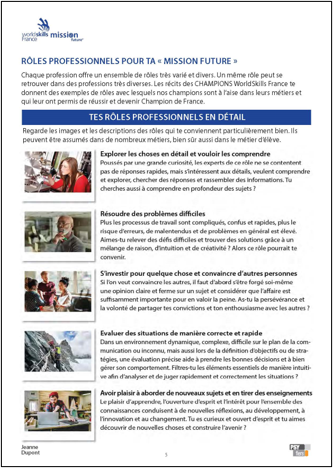 worldskills
France
mission
future
RÔLES PROFESSIONNELS POUR TA « MISSION FUTURE »
Chaque profession offre un ensemble de rôles très varié et divers. Un même rôle peut se
retrouver dans des professions très diverses. Les récits des CHAMPIONS WorldSkills France te
donnent des exemples de rôles avec lesquels nos champions sont à l'aise dans leurs métiers et
qui leur ont permis de réussir et devenir Champion de France.
TES RÔLES PROFESSIONNELS EN DÉTAIL
Regarde les images et les descriptions des rôles qui te conviennent particulièrement bien. Ils
peuvent être assumés dans de nombreux métiers, bien sûr aussi dans le métier d'élève.
Explorer les choses en détail et vouloir les comprendre
Poussés par une grande curiosité, les experts de ce rôle ne se contentent
pas de réponses rapides, mais s'intéressent aux détails, veulent comprendre
et explorer, chercher des réponses et rassembler des informations. Tu
cherches aussi à comprendre en profondeur des sujets ?
Résoudre des problèmes difficiles
Plus les processus de travail sont compliqués, confus et rapides, plus le
risque d'erreurs, de malentendus et de problèmes en général est élevé.
Aimes-tu relever des défis difficiles et trouver des solutions grâce à un
mélange de raison, d'intuition et de créativité ? Alors ce rôle pourrait te
convenir.
S'investir pour quelque chose et convaincre d'autres personnes
Si l'on veut convaincre les autres, il faut d'abord s'être forgé soi-même
une opinion claire et ferme sur un sujet et considérer que l'affaire est
suffisamment importante pour en valoir la peine. As-tu la persévérance et
la volonté de partager tes convictions et ton enthousiasme avec les autres ?
Evaluer des situations de manière correcte et rapide
Dans un environnement dynamique, complexe, difficile sur le plan de la com-
munication ou inconnu, mais aussi lors de la définition d'objectifs ou de stra-
tégies, une évaluation précise aide à prendre les bonnes décisions et à bien
gérer son comportement. Filtres-tu les éléments essentiels de manière intuiti-
ve afin d'analyser et de juger rapidement et correctement les situations ?
Avoir plaisir à aborder de nouveaux sujets et en tirer des enseignements
Le plaisir d'apprendre, l'ouverture d'esprit et l'intérêt pour l'ensemble des
connaissances conduisent à de nouvelles réflexions, au développement, à
l'innovation et au changement. Tu es curieux et ouvert d'esprit et tu aimes
découvrir de nouvelles choses et construire l'avenir ?
Jeanne
Dupont
5